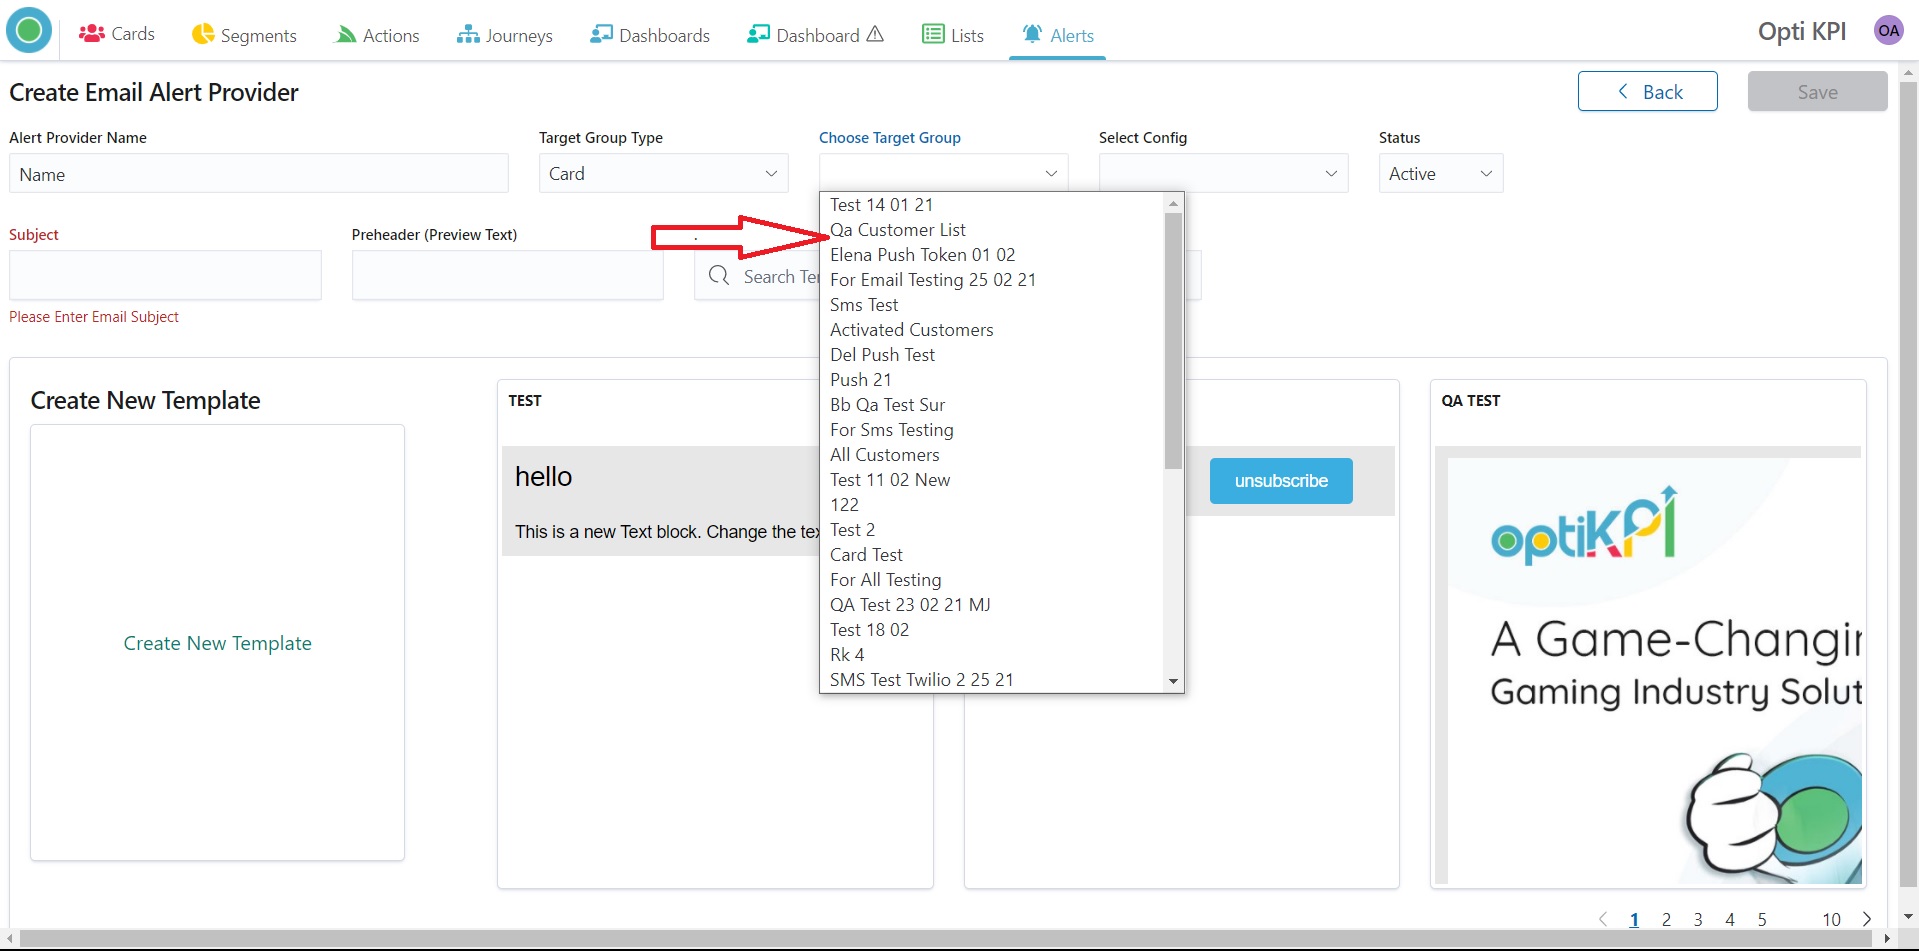 Cards
Segments
Actions
Journeys
Dashboards
Dashboard
Lists
Alerts
Opti KPI
OA
Create Email Alert Provider
Back
Save
Alert Provider Name
Target Group Type
Choose Target Group
Select Config
Status
Name
Card
Active
Subject
Preheader (Preview Text)
.
Search Te
Please Enter Email Subject
Test 14 01 21
Qa Customer List
Elena Push Token 01 02
For Email Testing 25 02 21
Sms Test
Activated Customers
Del Push Test
Push 21
Bb Qa Test Sur
For Sms Testing
All Customers
Test 11 02 New
122
Test 2
Card Test
For All Testing
QA Test 23 02 21 MJ
Test 18 02
Rk 4
SMS Test Twilio 2 25 21
Create New Template
Create New Template
TEST
hello
This is a new Text block. Change the te
unsubscribe
QA TEST
optiKPI
A Game-Changin
Gaming Industry Solut
1 2 3 4 5 10